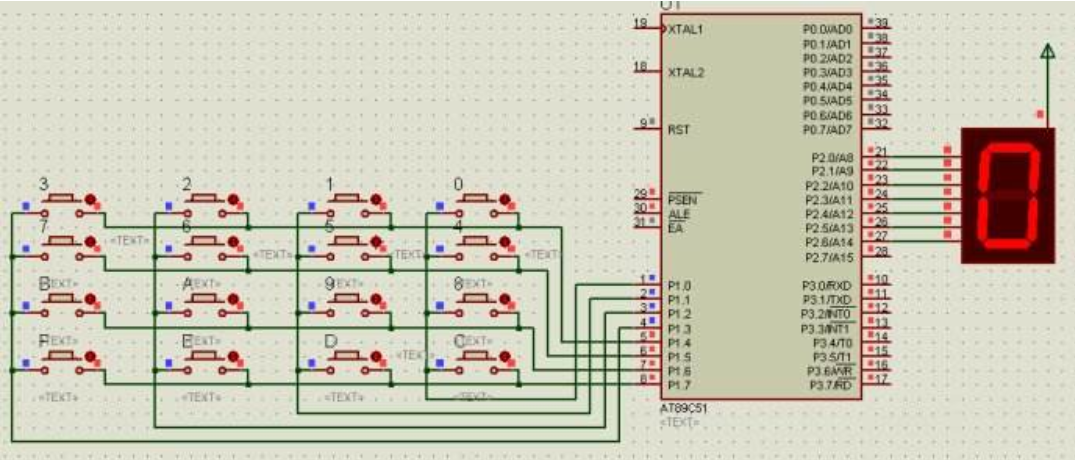 U1
19 XTAL1 P0.0/AD0 39
P0.1/AD1 38
P0.2/AD2 37
18 XTAL2 P0.3/AD3 36
P0.4/AD4 35
P0.5/AD5 34
P0.6/AD6 33
9 RST P0.7/AD7 32
P2.0/A8 21
P2.1/A9 22
P2.2/A10 23
29 PSEN P2.3/A11 24
30 ALE P2.4/A12 25
31 EA P2.5/A13 26
P2.6/A14 27
P2.7/A15 28
1 P1.0 P3.0/RXD 10
2 P1.1 P3.1/TXD 11
3 P1.2 P3.2/INT0 12
4 P1.3 P3.3/INT1 13
5 P1.4 P3.4/T0 14
6 P1.5 P3.5/T1 15
7 P1.6 P3.6/WR 16
8 P1.7 P3.7/RD 17
AT89C51
<TEXT>
0
3 2 1 0
<TEXT>
7 6 5 4
<TEXT> <TEXT> <TEXT>
B A 9 8
<TEXT> <TEXT> <TEXT> <TEXT>
F E D C
<TEXT> <TEXT> <TEXT> <TEXT>